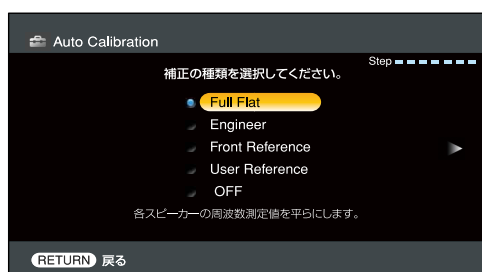 Auto Calibration
Step
補正の種類を選択してください。
Full Flat
Engineer
Front Reference
User Reference
OFF
各スピーカーの周波数測定値を平らにします。
RETURN 戻る